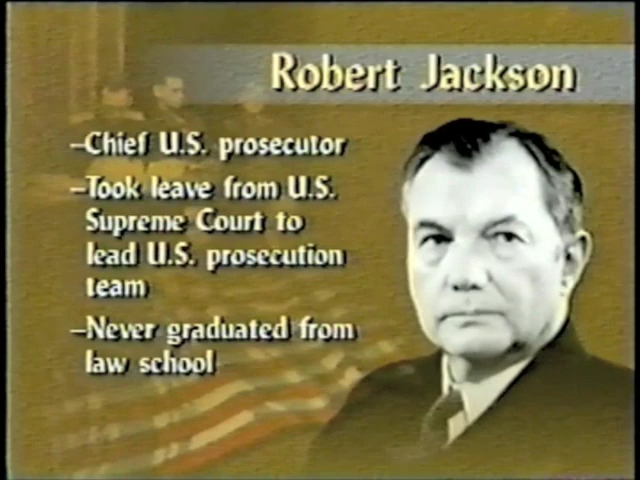 Robert Jackson
–Chief U.S. prosecutor
–Took leave from U.S.
Supreme Court to
lead U.S. prosecution
team
–Never graduated from
law school